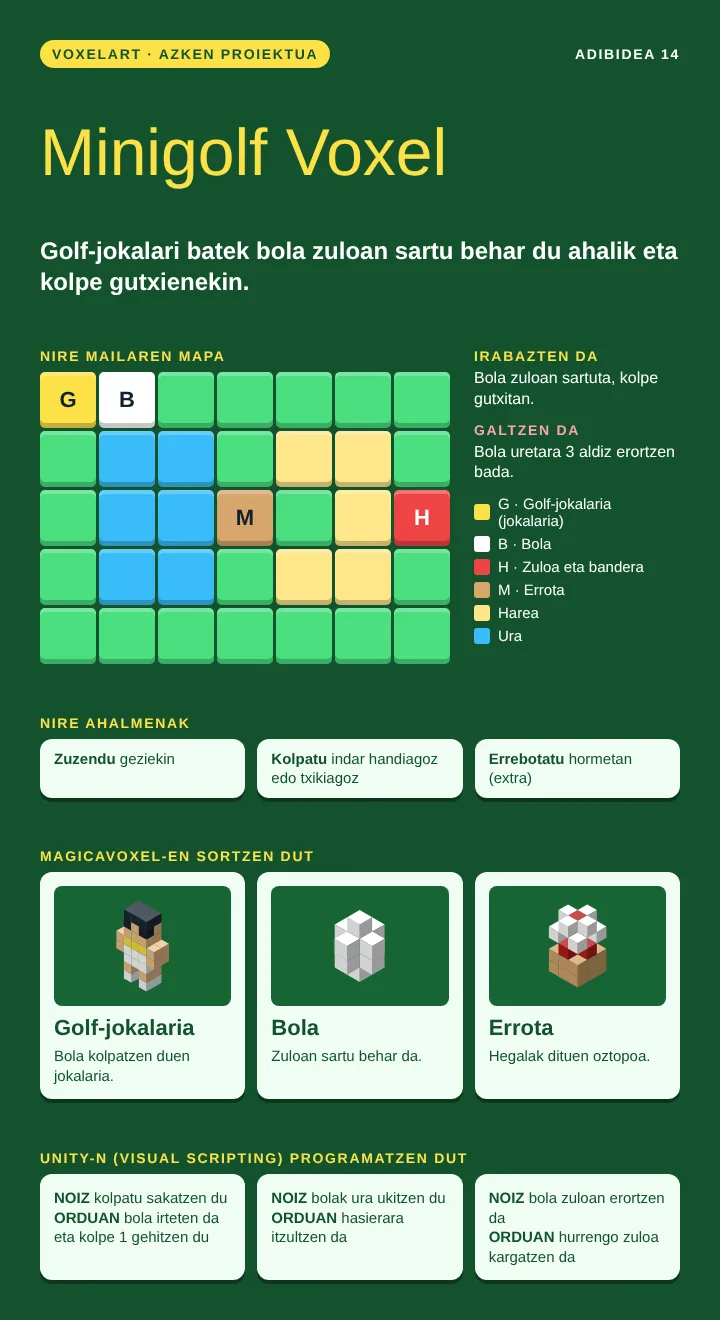 VOXELART · AZKEN PROIEKTUA
ADIBIDEA 14
Minigolf Voxel
Golf-jokalari batek bola zuloan sartu behar du ahalik eta
kolpe gutxienekin.
NIRE MAILAREN MAPA
G B
M H
IRABAZTEN DA
Bola zuloan sartuta, kolpe
gutxitan.
GALTZEN DA
Bola uretara 3 aldiz erortzen
bada.
G · Golf-jokalaria
(jokalaria)
B · Bola
H · Zuloa eta bandera
M · Errota
Harea
Ura
NIRE AHALMENAK
Zuzendu geziekin
Kolpatu indar handiagoz
edo txikiagoz
Errebotatu hormetan
(extra)
MAGICAVOXEL-EN SORTZEN DUT
Golf-jokalaria
Bola kolpatzen duen
jokalaria.
Bola
Zuloan sartu behar da.
Errota
Hegalak dituen oztopoa.
UNITY-N (VISUAL SCRIPTING) PROGRAMATZEN DUT
NOIZ kolpatu sakatzen du
ORDUAN bola irteten da
eta kolpe 1 gehitzen du
NOIZ bolak ura ukitzen du
ORDUAN hasierara
itzultzen da
NOIZ bola zuloan erortzen
da
ORDUAN hurrengo zuloa
kargatzen da